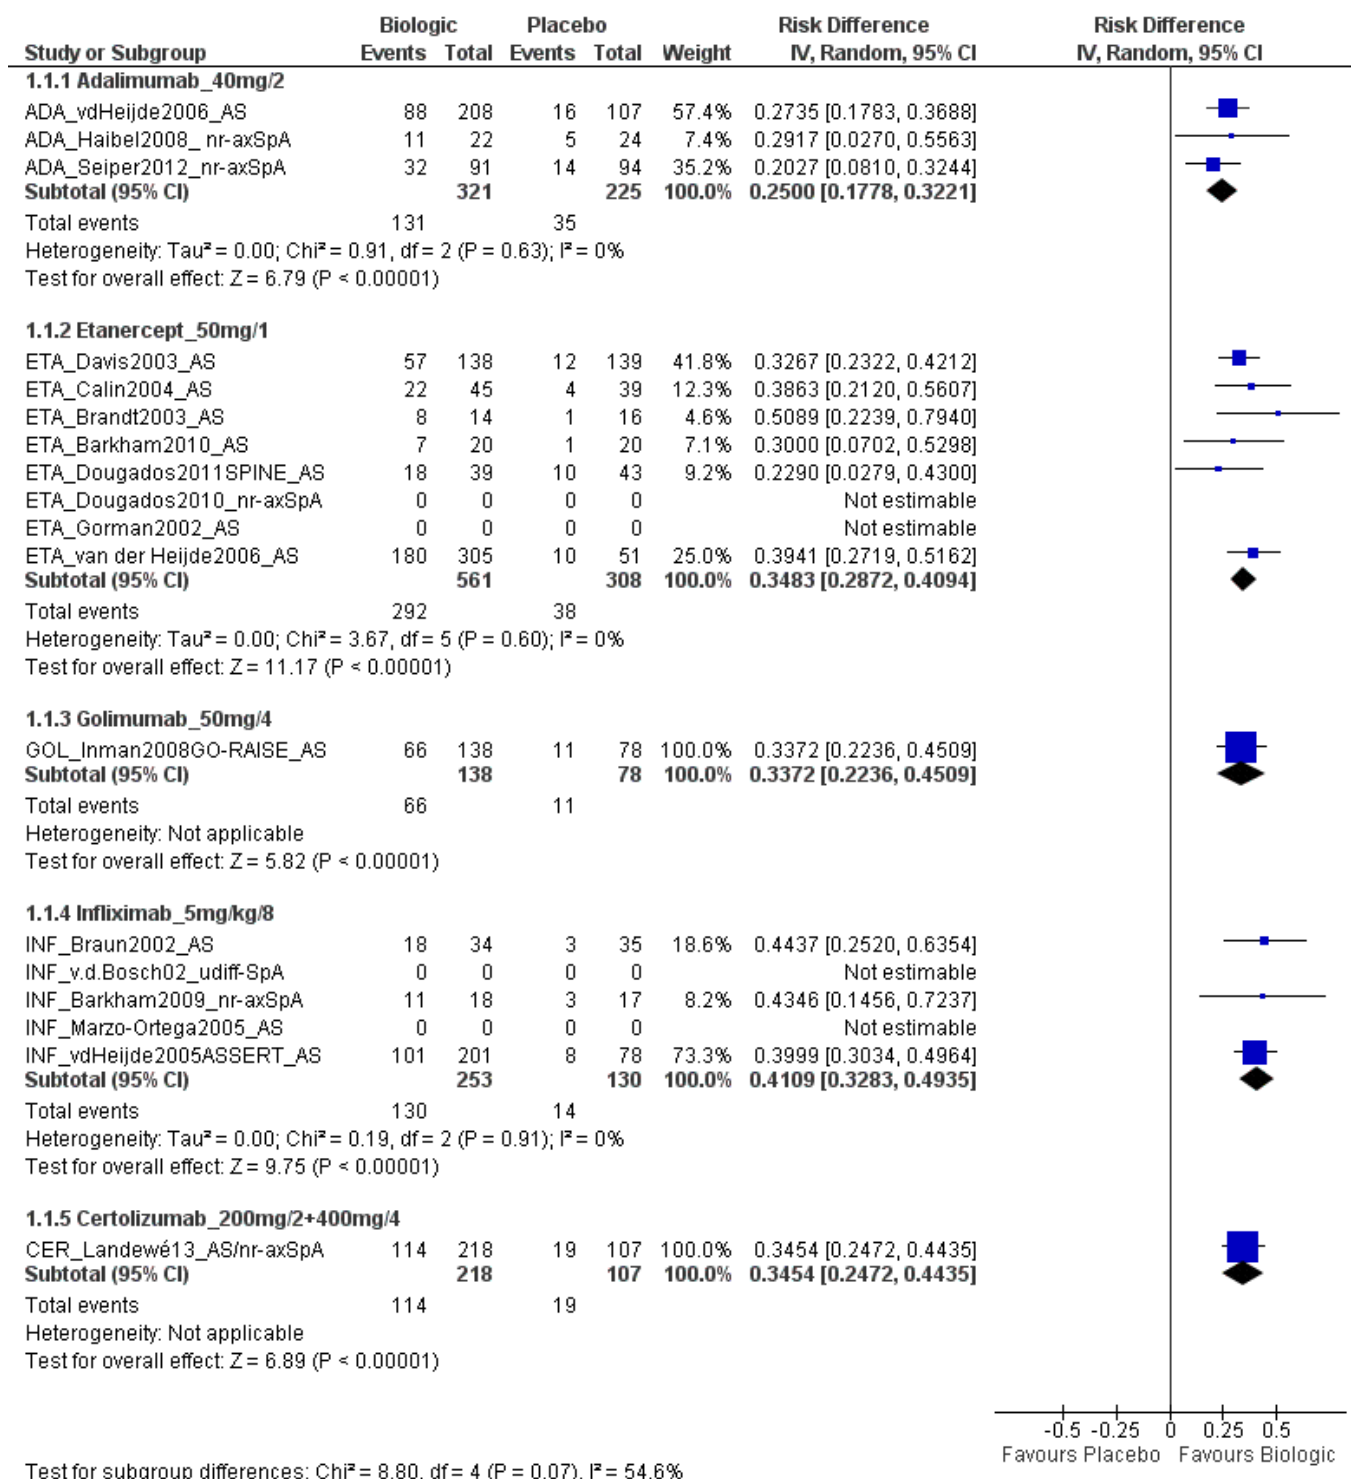 Biologic Placebo Risk Difference Risk Difference
Study or Subgroup Events Total Events Total Weight IV, Random, 95% CI IV, Random, 95% CI
1.1.1 Adalimumab_40mg/2
ADA_vdHeijde2006_AS 88 208 16 107 57.4% 0.2735 [0.1783, 0.3688]
ADA_Haibel2008_ nr-axSpA 11 22 5 24 7.4% 0.2917 [0.0270, 0.5563]
ADA_Seiper2012_nr-axSpA 32 91 14 94 35.2% 0.2027 [0.0810, 0.3244]
Subtotal (95% CI) 321 225 100.0% 0.2500 [0.1778, 0.3221]
Total events 131 35
Heterogeneity: Tau² = 0.00; Chi² = 0.91, df = 2 (P = 0.63); I² = 0%
Test for overall effect: Z = 6.79 (P < 0.00001)
1.1.2 Etanercept_50mg/1
ETA_Davis2003_AS 57 138 12 139 41.8% 0.3267 [0.2322, 0.4212]
ETA_Calin2004_AS 22 45 4 39 12.3% 0.3863 [0.2120, 0.5607]
ETA_Brandt2003_AS 8 14 1 16 4.6% 0.5089 [0.2239, 0.7940]
ETA_Barkham2010_AS 7 20 1 20 7.1% 0.3000 [0.0702, 0.5298]
ETA_Dougados2011SPINE_AS 18 39 10 43 9.2% 0.2290 [0.0279, 0.4300]
ETA_Dougados2010_nr-axSpA 0 0 0 0 Not estimable
ETA_Gorman2002_AS 0 0 0 0 Not estimable
ETA_van der Heijde2006_AS 180 305 10 51 25.0% 0.3941 [0.2719, 0.5162]
Subtotal (95% CI) 561 308 100.0% 0.3483 [0.2872, 0.4094]
Total events 292 38
Heterogeneity: Tau² = 0.00; Chi² = 3.67, df = 5 (P = 0.60); I² = 0%
Test for overall effect: Z = 11.17 (P < 0.00001)
1.1.3 Golimumab_50mg/4
GOL_Inman2008GO-RAISE_AS 66 138 11 78 100.0% 0.3372 [0.2236, 0.4509]
Subtotal (95% CI) 138 78 100.0% 0.3372 [0.2236, 0.4509]
Total events 66 11
Heterogeneity: Not applicable
Test for overall effect: Z = 5.82 (P < 0.00001)
1.1.4 Infliximab_5mg/kg/8
INF_Braun2002_AS 18 34 3 35 18.6% 0.4437 [0.2520, 0.6354]
INF_v.d.Bosch02_udiff-SpA 0 0 0 0 Not estimable
INF_Barkham2009_nr-axSpA 11 18 3 17 8.2% 0.4346 [0.1456, 0.7237]
INF_Marzo-Ortega2005_AS 0 0 0 0 Not estimable
INF_vdHeijde2005ASSERT_AS 101 201 8 78 73.3% 0.3999 [0.3034, 0.4964]
Subtotal (95% CI) 253 130 100.0% 0.4109 [0.3283, 0.4935]
Total events 130 14
Heterogeneity: Tau² = 0.00; Chi² = 0.19, df = 2 (P = 0.91); I² = 0%
Test for overall effect: Z = 9.75 (P < 0.00001)
1.1.5 Certolizumab_200mg/2+400mg/4
CER_Landewé13_AS/nr-axSpA 114 218 19 107 100.0% 0.3454 [0.2472, 0.4435]
Subtotal (95% CI) 218 107 100.0% 0.3454 [0.2472, 0.4435]
Total events 114 19
Heterogeneity: Not applicable
Test for overall effect: Z = 6.89 (P < 0.00001)
-0.5 -0.25 0 0.25 0.5
Favours Placebo Favours Biologic
Test for subgroup differences: Chi² = 8.80, df = 4 (P = 0.07), I² = 54.6%